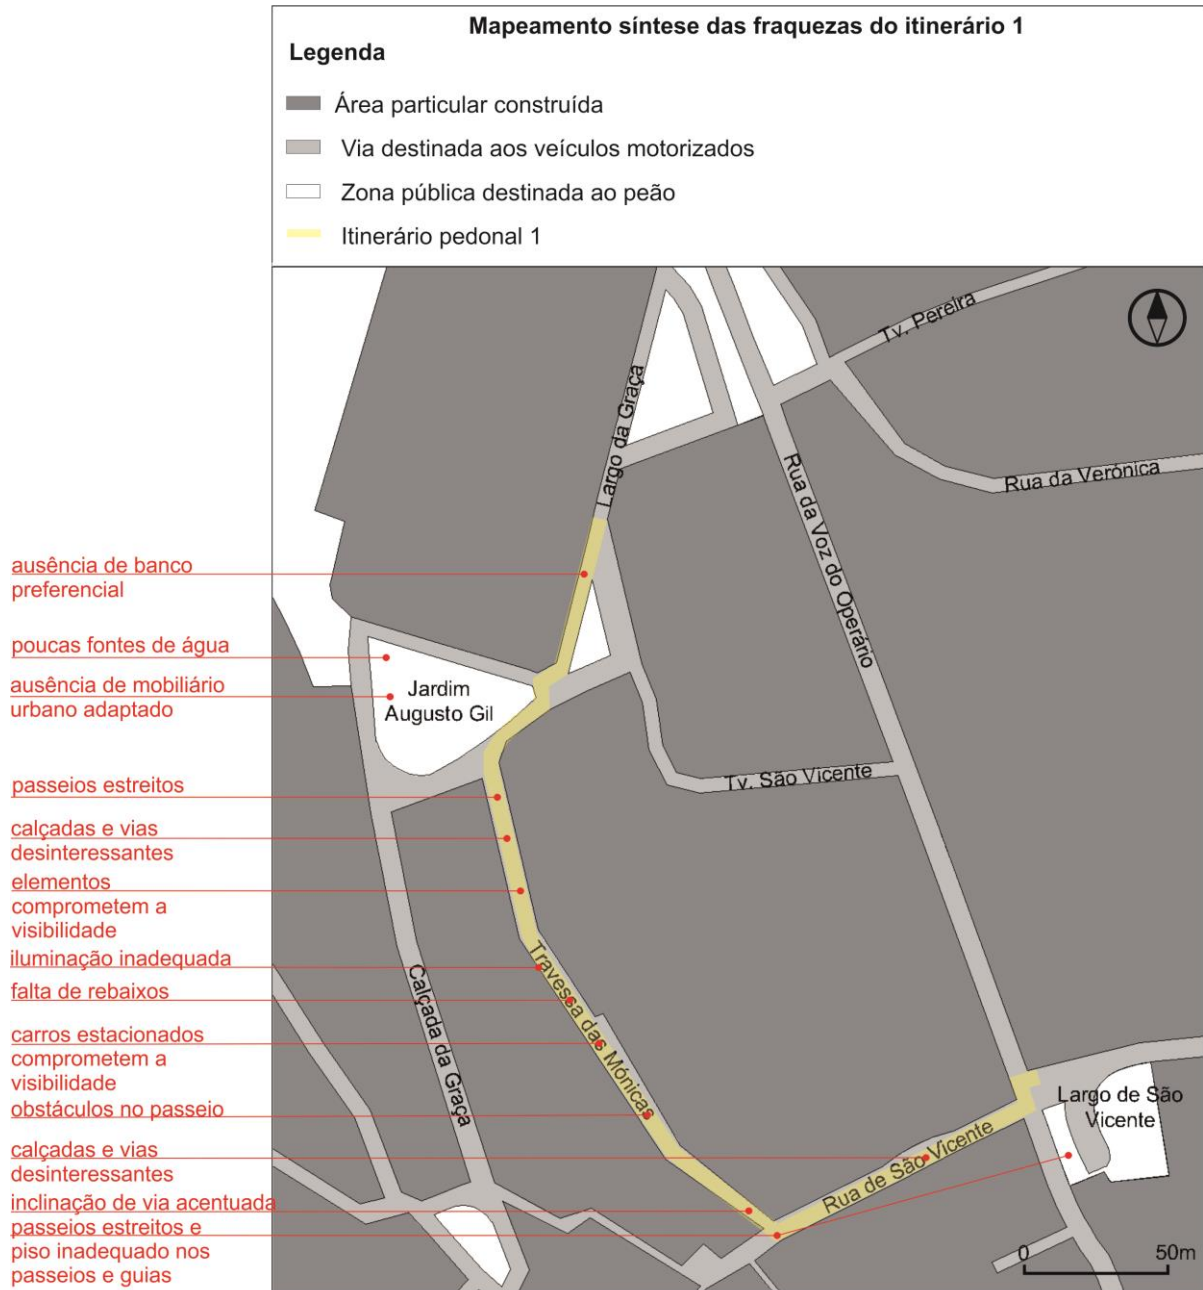 Mapeamento síntese das fraquezas do itinerário 1
Legenda
Área particular construída
Via destinada aos veículos motorizados
Zona pública destinada ao peão
Itinerário pedonal 1
Tv. Pereira
Largo da Graça
Rua da Verónica
Rua da Voz do Operário
ausência de banco
preferencial
poucas fontes de água
ausência de mobiliário
urbano adaptado
Jardim
Augusto Gil
Tv. São Vicente
passeios estreitos
calçadas e vias
desinteressantes
elementos
comprometem a
visibilidade
iluminação inadequada
falta de rebaixos
carros estacionados
comprometem a
visibilidade
obstáculos no passeio
calçadas e vias
desinteressantes
inclinação de via acentuada
passeios estreitos e
piso inadequado nos
passeios e guias
Travessa das Mónicas
Calçada da Graça
Rua de São Vicente
Largo de São
Vicente
0 50m